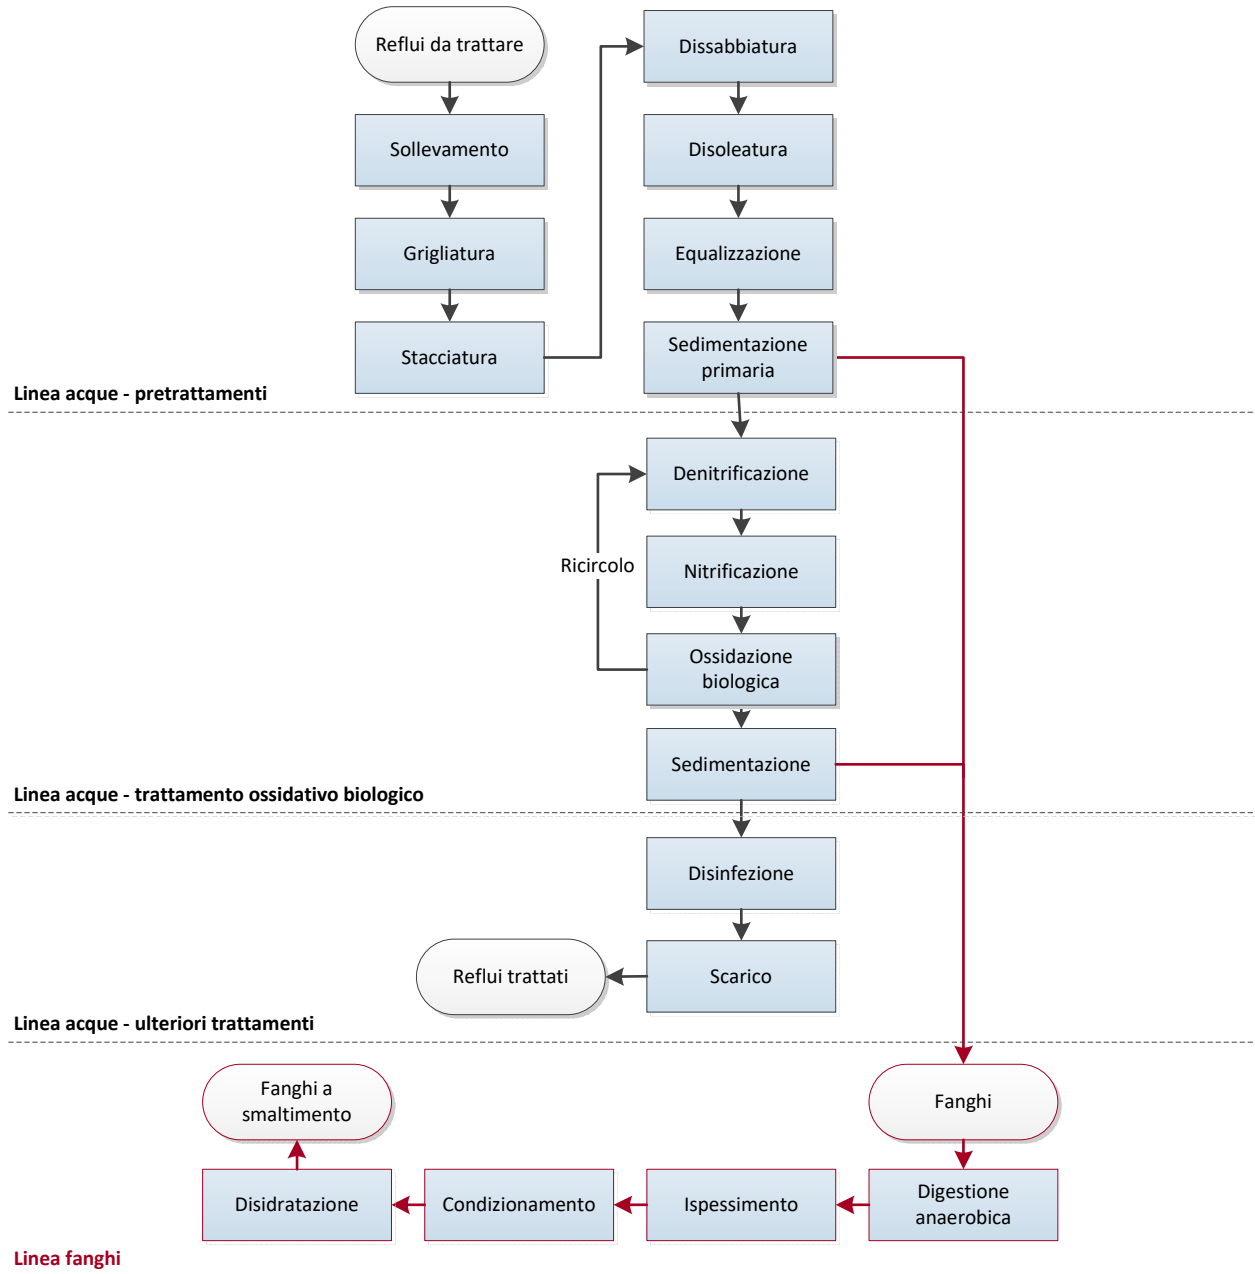 Reflui da trattare
Sollevamento
Grigliatura
Stacciatura
Dissabbiatura
Disoleatura
Equalizzazione
Sedimentazione
primaria
Linea acque - pretrattamenti
Denitrificazione
Ricircolo
Nitrificazione
Ossidazione
biologica
Sedimentazione
Linea acque - trattamento ossidativo biologico
Disinfezione
Scarico
Reflui trattati
Linea acque - ulteriori trattamenti
Fanghi
Digestione
anaerobica
Ispessimento
Condizionamento
Disidratazione
Fanghi a
smaltimento
Linea fanghi